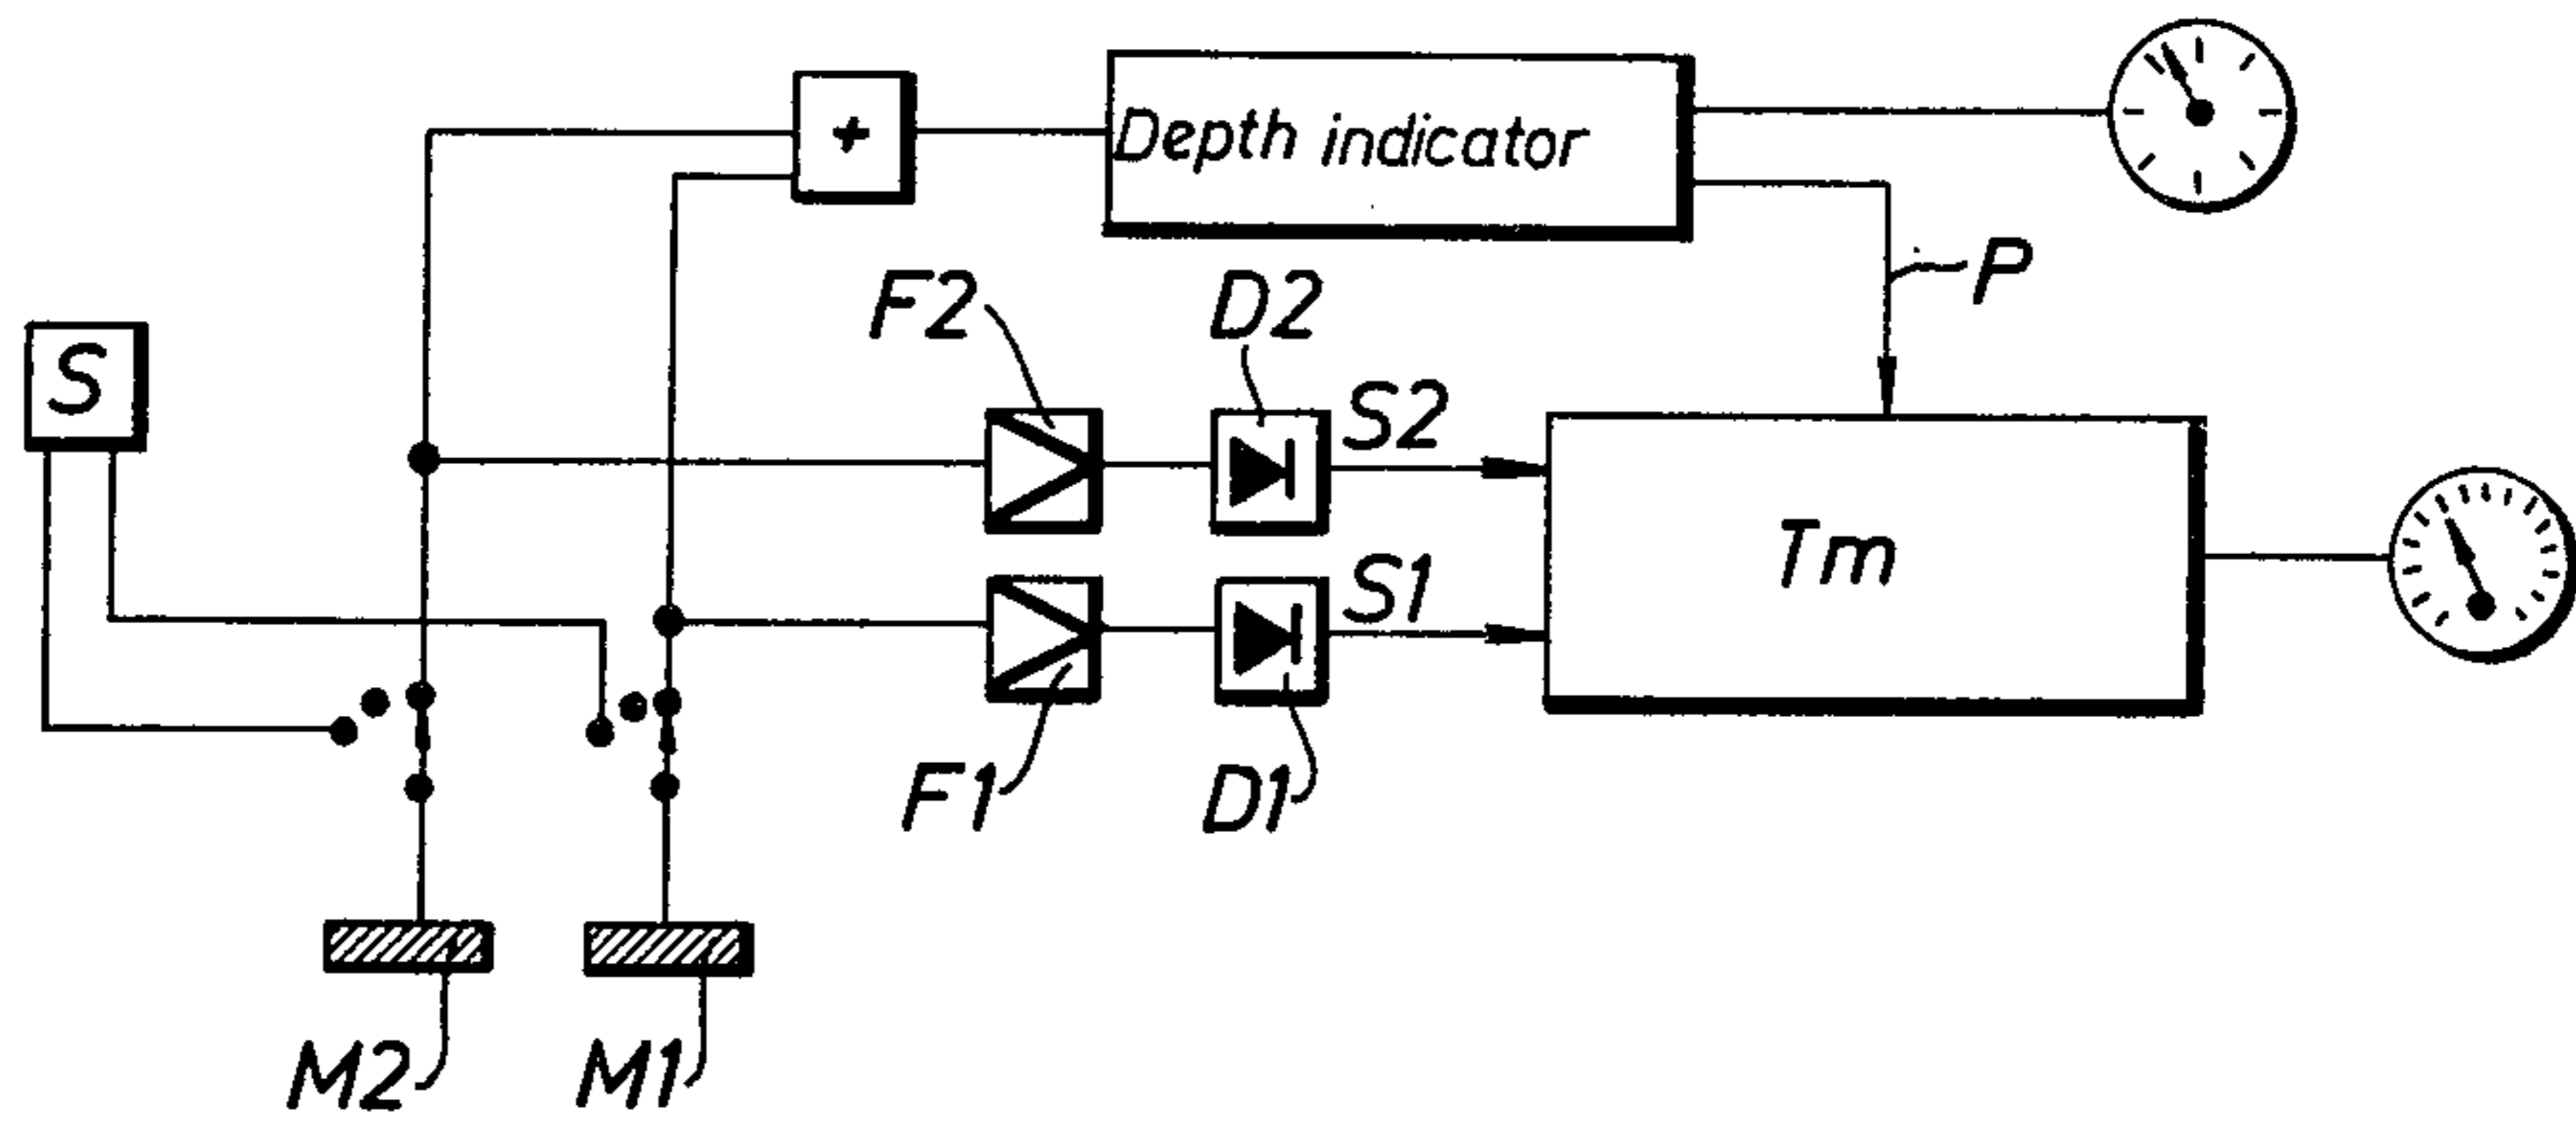 +
Depth indicator
P
F2
D2
S
S2
Tm
S1
F1
D1
M2
M1